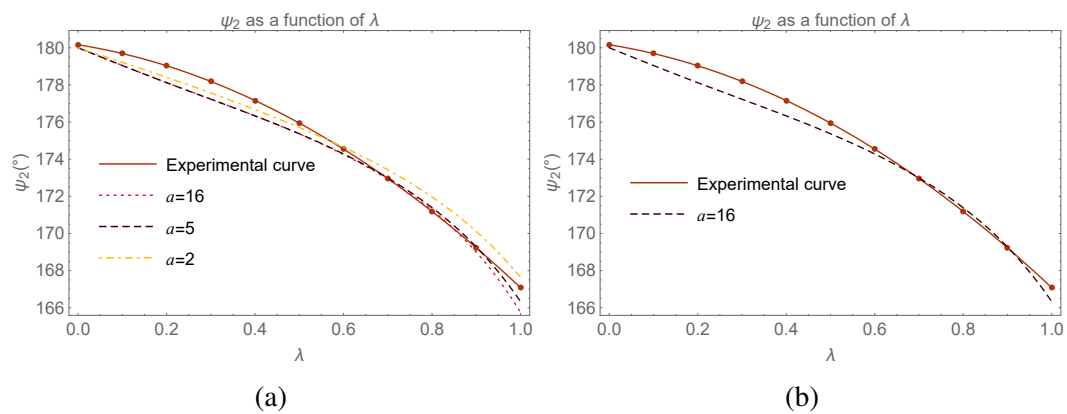 ψ₂ as a function of λ
180
178
176
174
172
170
168
166
ψ₂(°)
Experimental curve
a=16
a=5
a=2
0.0 0.2 0.4 0.6 0.8 1.0
λ
(a)
ψ₂ as a function of λ
180
178
176
174
172
170
168
166
ψ₂(°)
Experimental curve
a=16
0.0 0.2 0.4 0.6 0.8 1.0
λ
(b)